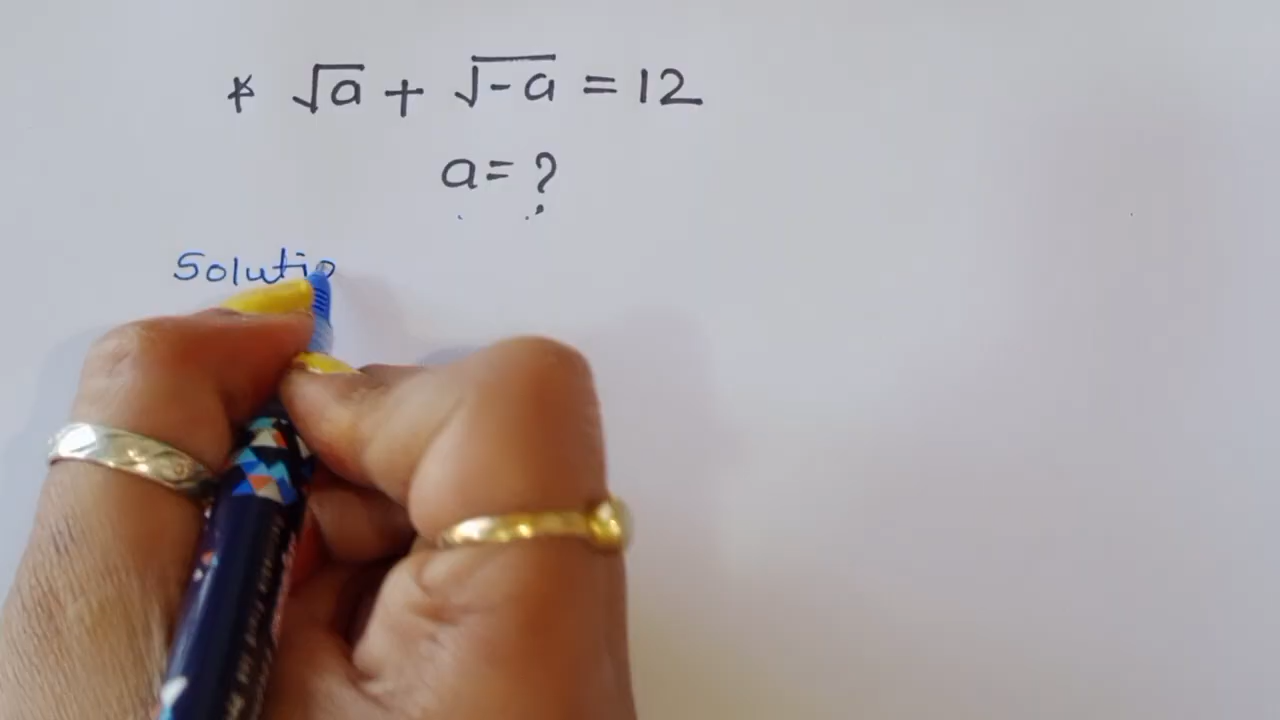 * √a + √-a = 12
a = ?
Solutio